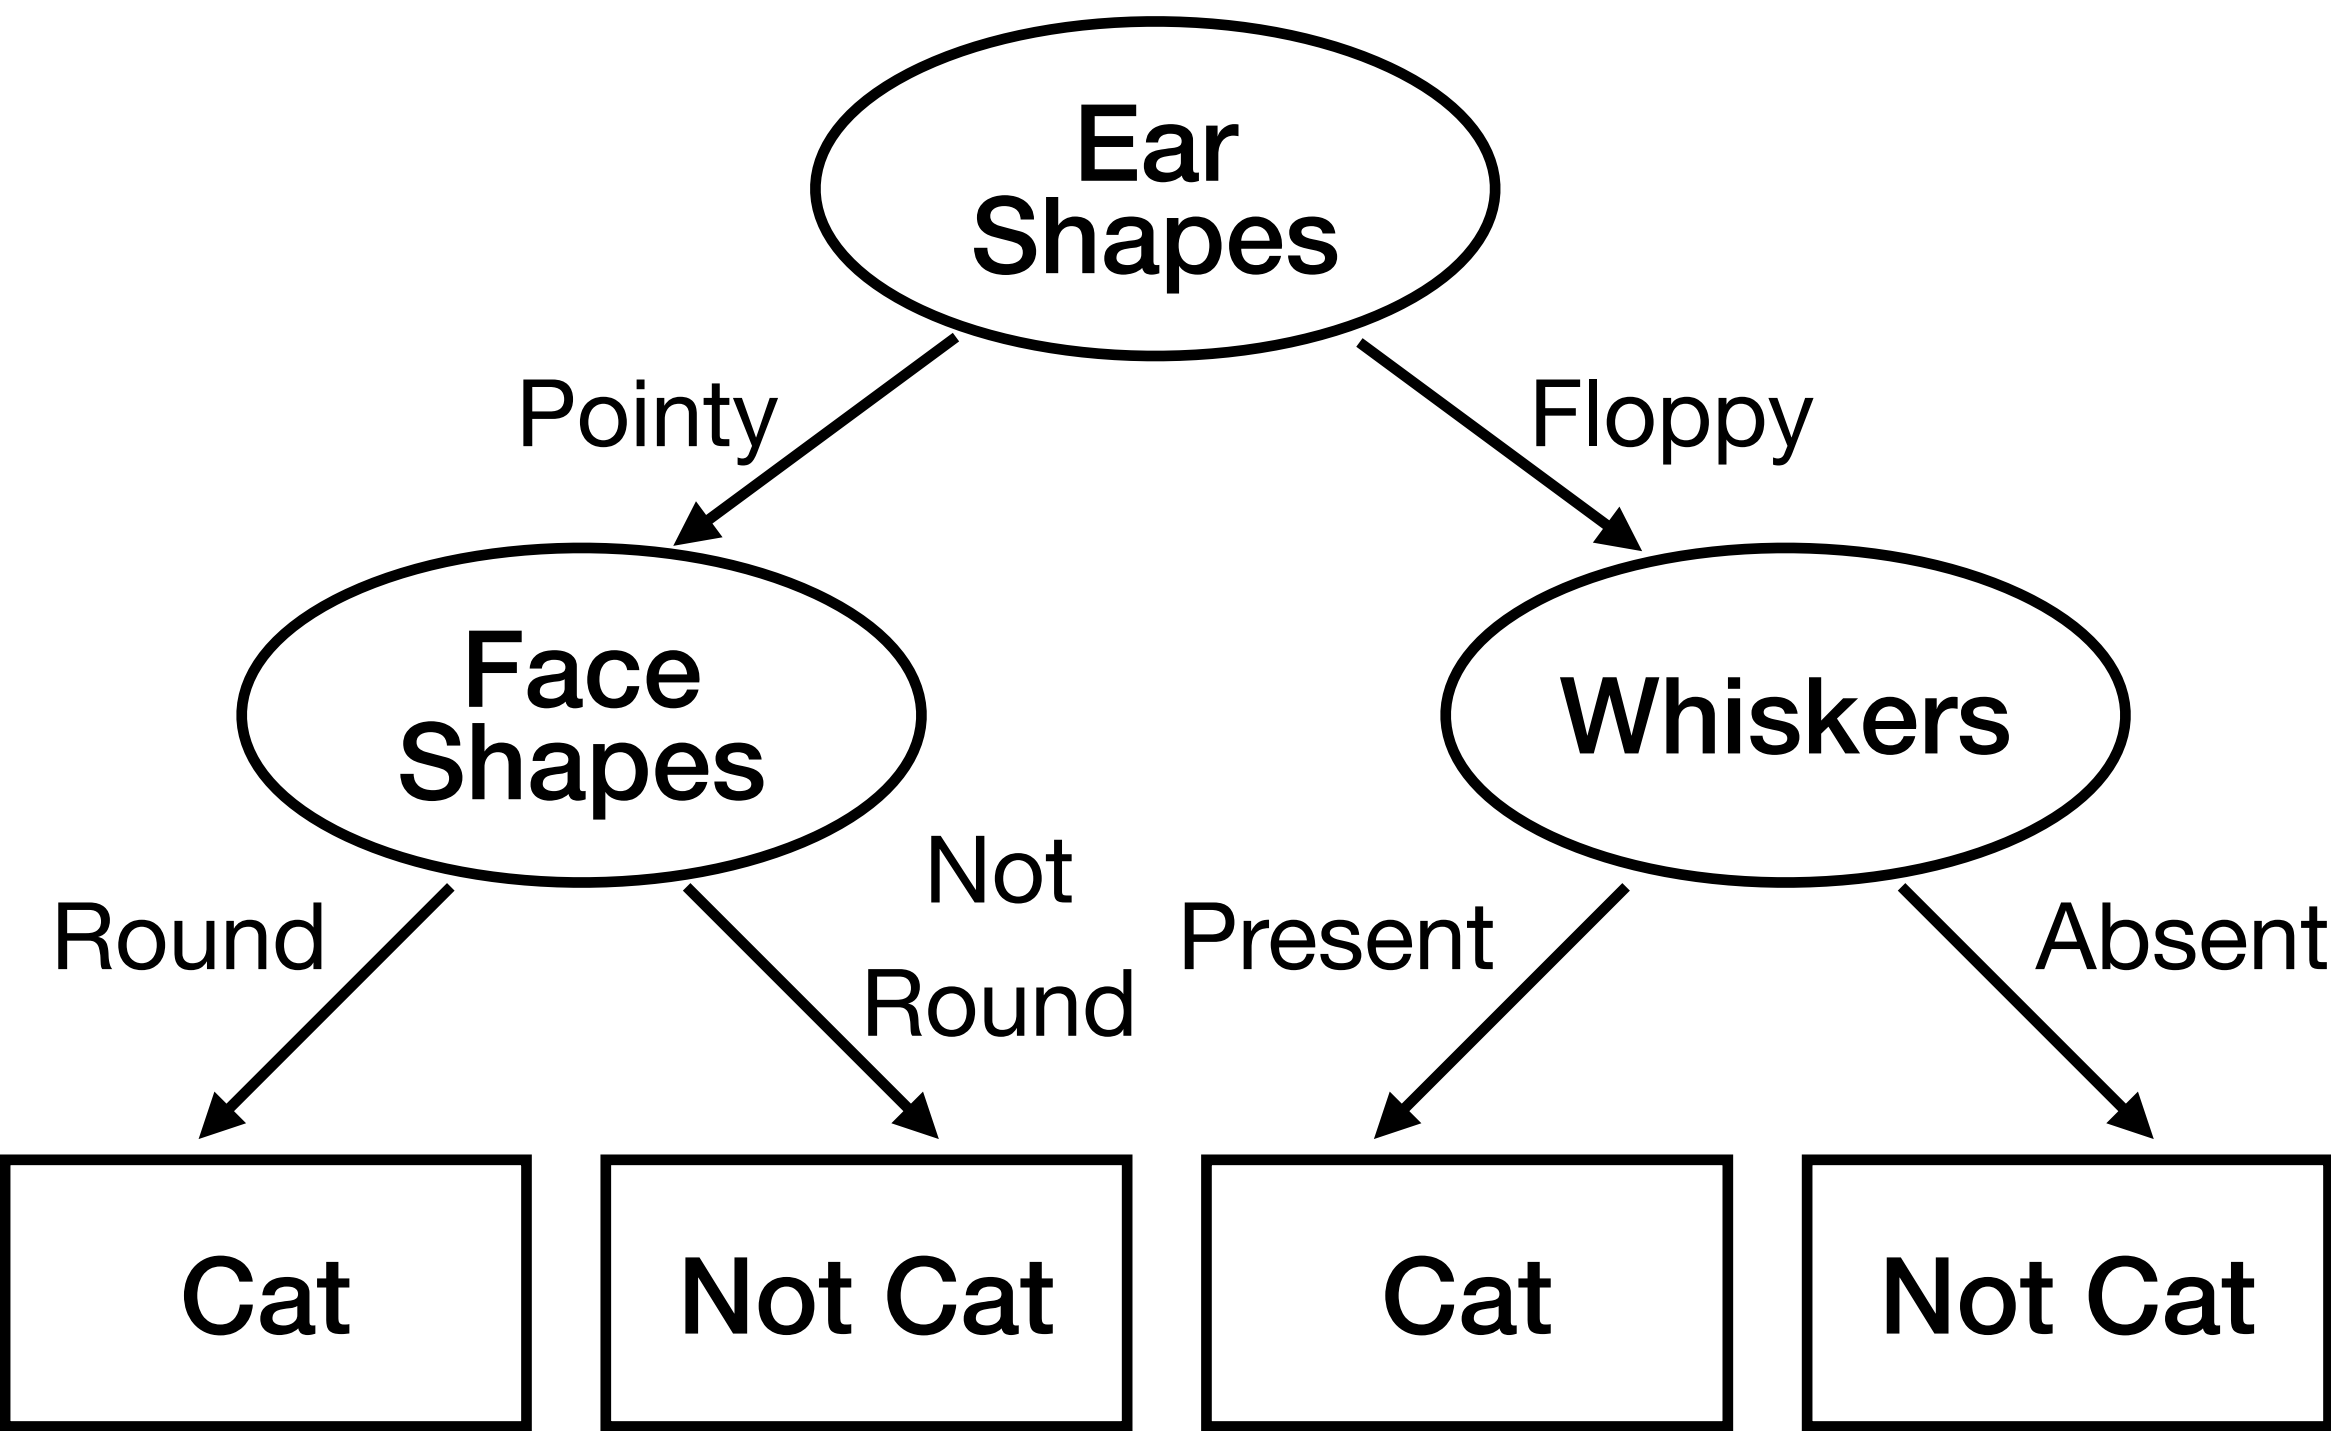 Ear
Shapes
Pointy
Floppy
Face
Shapes
Whiskers
Round
Not
Round
Present
Absent
Cat
Not Cat
Cat
Not Cat